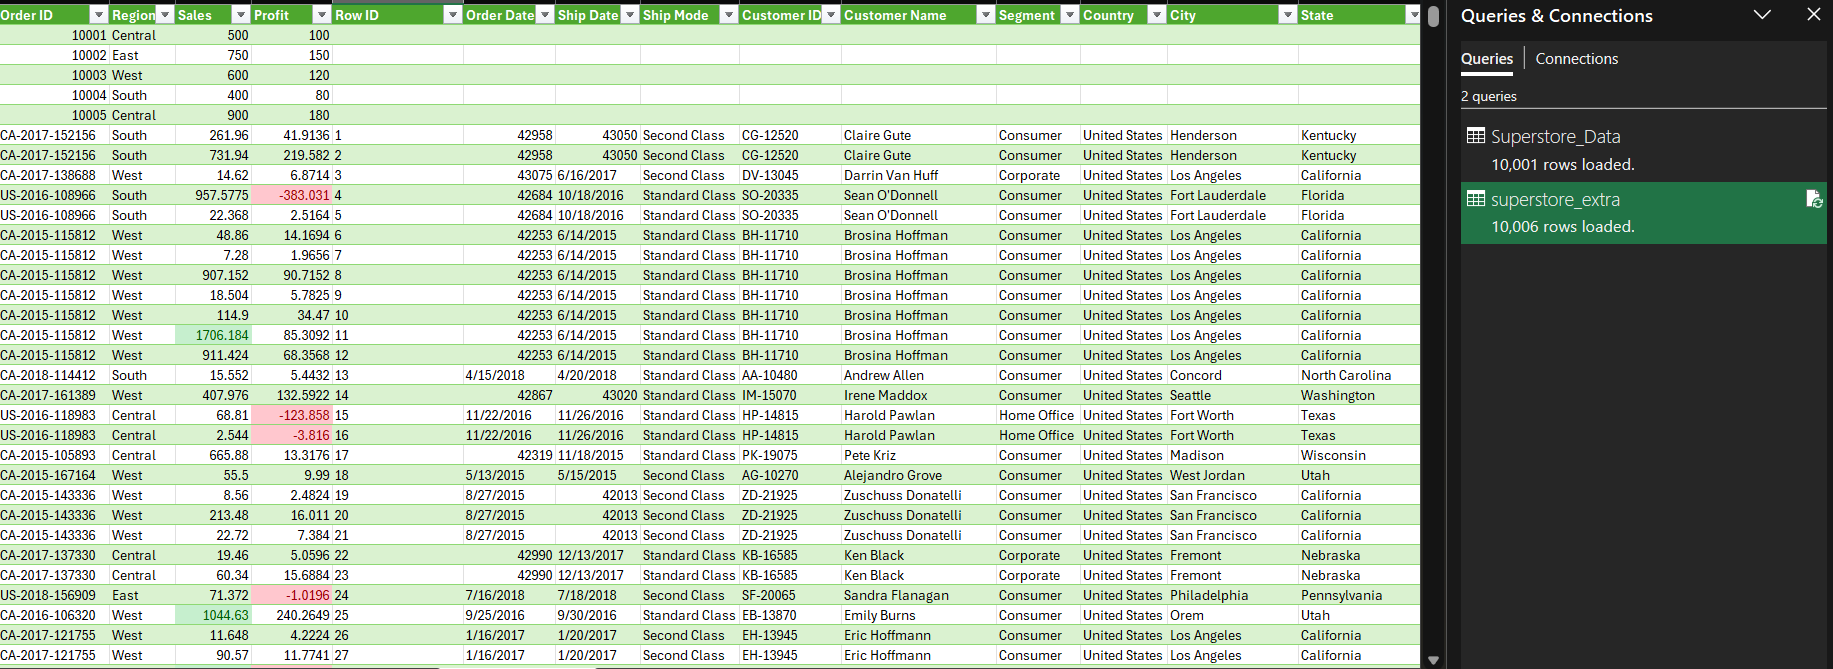 Order ID Region Sales Profit Row ID Order Date Ship Date Ship Mode Customer ID Customer Name Segment Country City State
10001 Central 500 100
10002 East 750 150
10003 West 600 120
10004 South 400 80
10005 Central 900 180
CA-2017-152156 South 261.96 41.9136 1 42958 43050 Second Class CG-12520 Claire Gute Consumer United States Henderson Kentucky
CA-2017-152156 South 731.94 219.582 2 42958 43050 Second Class CG-12520 Claire Gute Consumer United States Henderson Kentucky
CA-2017-138688 West 14.62 6.8714 3 43075 6/16/2017 Second Class DV-13045 Darrin Van Huff Corporate United States Los Angeles California
US-2016-108966 South 957.5775 -383.031 4 42684 10/18/2016 Standard Class SO-20335 Sean O'Donnell Consumer United States Fort Lauderdale Florida
US-2016-108966 South 22.368 2.5164 5 42684 10/18/2016 Standard Class SO-20335 Sean O'Donnell Consumer United States Fort Lauderdale Florida
CA-2015-115812 West 48.86 14.1694 6 42253 6/14/2015 Standard Class BH-11710 Brosina Hoffman Consumer United States Los Angeles California
CA-2015-115812 West 7.28 1.9656 7 42253 6/14/2015 Standard Class BH-11710 Brosina Hoffman Consumer United States Los Angeles California
CA-2015-115812 West 907.152 90.7152 8 42253 6/14/2015 Standard Class BH-11710 Brosina Hoffman Consumer United States Los Angeles California
CA-2015-115812 West 18.504 5.7825 9 42253 6/14/2015 Standard Class BH-11710 Brosina Hoffman Consumer United States Los Angeles California
CA-2015-115812 West 114.9 34.47 10 42253 6/14/2015 Standard Class BH-11710 Brosina Hoffman Consumer United States Los Angeles California
CA-2015-115812 West 1706.184 85.3092 11 42253 6/14/2015 Standard Class BH-11710 Brosina Hoffman Consumer United States Los Angeles California
CA-2015-115812 West 911.424 68.3568 12 42253 6/14/2015 Standard Class BH-11710 Brosina Hoffman Consumer United States Los Angeles California
CA-2018-114412 South 15.552 5.4432 13 4/15/2018 4/20/2018 Standard Class AA-10480 Andrew Allen Consumer United States Concord North Carolina
CA-2017-161389 West 407.976 132.5922 14 42867 43020 Standard Class IM-15070 Irene Maddox Consumer United States Seattle Washington
US-2016-118983 Central 68.81 -123.858 15 11/22/2016 11/26/2016 Standard Class HP-14815 Harold Pawlan Home Office United States Fort Worth Texas
US-2016-118983 Central 2.544 -3.816 16 11/22/2016 11/26/2016 Standard Class HP-14815 Harold Pawlan Home Office United States Fort Worth Texas
CA-2015-105893 Central 665.88 13.3176 17 42319 11/18/2015 Standard Class PK-19075 Pete Kriz Consumer United States Madison Wisconsin
CA-2015-167164 West 55.5 9.99 18 5/13/2015 5/15/2015 Second Class AG-10270 Alejandro Grove Consumer United States West Jordan Utah
CA-2015-143336 West 8.56 2.4824 19 8/27/2015 42013 Second Class ZD-21925 Zuschuss Donatelli Consumer United States San Francisco California
CA-2015-143336 West 213.48 16.011 20 8/27/2015 42013 Second Class ZD-21925 Zuschuss Donatelli Consumer United States San Francisco California
CA-2015-143336 West 22.72 7.384 21 8/27/2015 42013 Second Class ZD-21925 Zuschuss Donatelli Consumer United States San Francisco California
CA-2017-137330 Central 19.46 5.0596 22 42990 12/13/2017 Standard Class KB-16585 Ken Black Corporate United States Fremont Nebraska
CA-2017-137330 Central 60.34 15.6884 23 42990 12/13/2017 Standard Class KB-16585 Ken Black Corporate United States Fremont Nebraska
US-2018-156909 East 71.372 -1.0196 24 7/16/2018 7/18/2018 Second Class SF-20065 Sandra Flanagan Consumer United States Philadelphia Pennsylvania
CA-2016-106320 West 1044.63 240.2649 25 9/25/2016 9/30/2016 Standard Class EB-13870 Emily Burns Consumer United States Orem Utah
CA-2017-121755 West 11.648 4.2224 26 1/16/2017 1/20/2017 Second Class EH-13945 Eric Hoffmann Consumer United States Los Angeles California
CA-2017-121755 West 90.57 11.7741 27 1/16/2017 1/20/2017 Second Class EH-13945 Eric Hoffmann Consumer United States Los Angeles California
Queries & Connections
Queries Connections
2 queries
Superstore_Data
10,001 rows loaded.
superstore_extra
10,006 rows loaded.